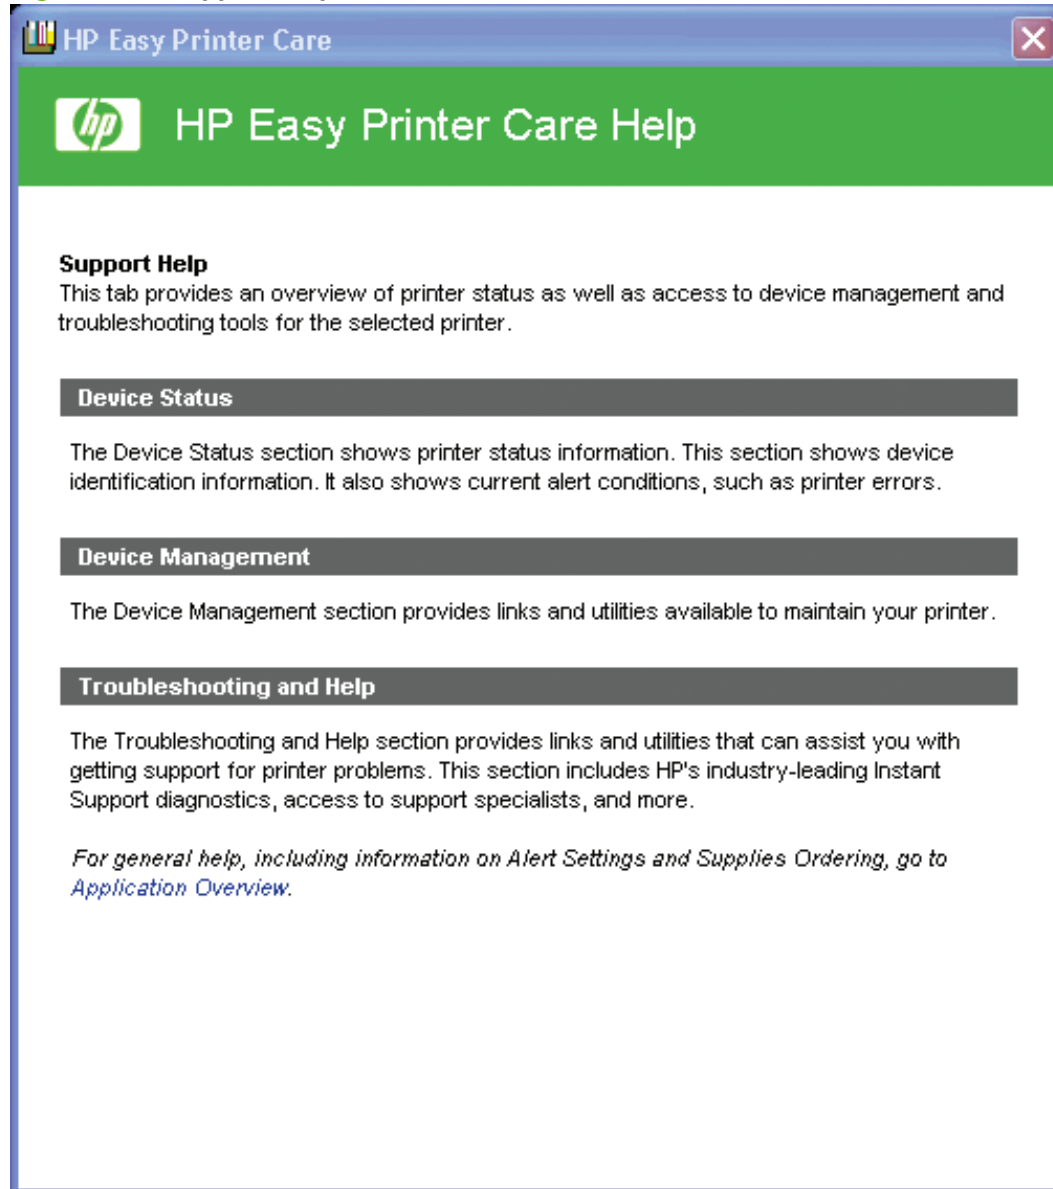 HP Easy Printer Care
hp
HP Easy Printer Care Help
Support Help
This tab provides an overview of printer status as well as access to device management and
troubleshooting tools for the selected printer.
Device Status
The Device Status section shows printer status information. This section shows device
identification information. It also shows current alert conditions, such as printer errors.
Device Management
The Device Management section provides links and utilities available to maintain your printer.
Troubleshooting and Help
The Troubleshooting and Help section provides links and utilities that can assist you with
getting support for printer problems. This section includes HP's industry-leading Instant
Support diagnostics, access to support specialists, and more.
For general help, including information on Alert Settings and Supplies Ordering, go to
Application Overview.